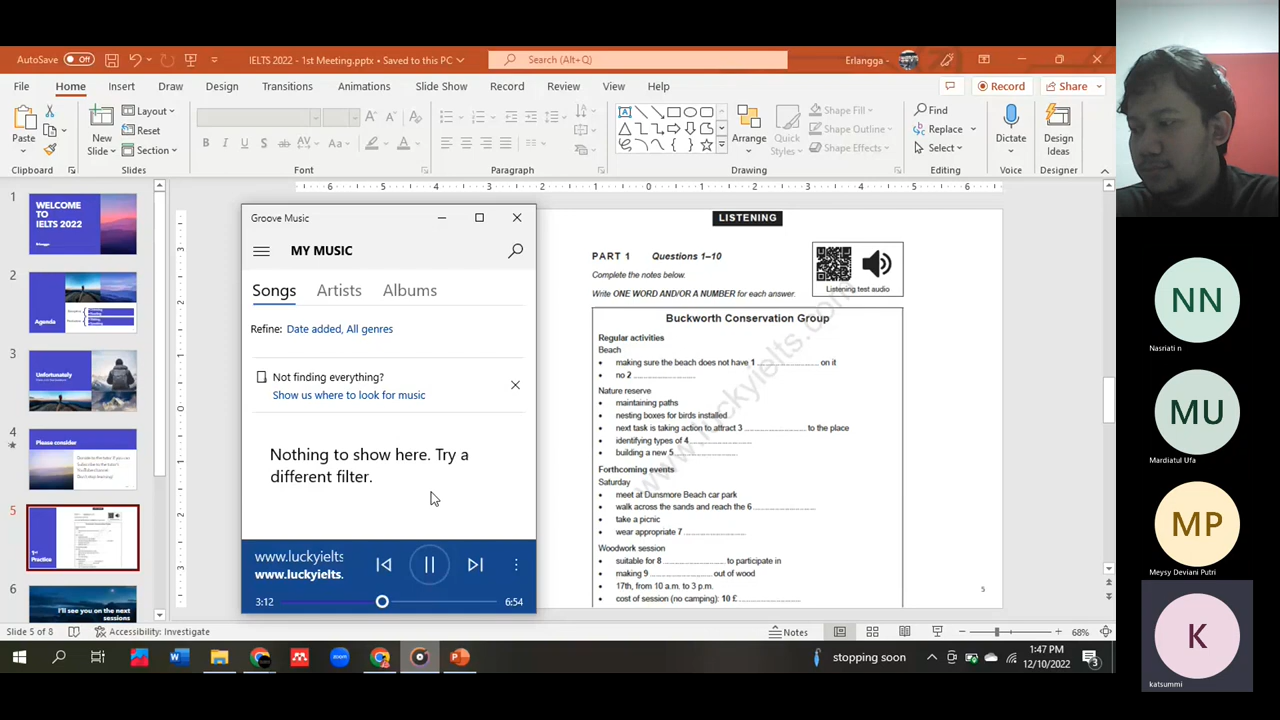 AutoSave Off
IELTS 2022 - 1st Meeting.pptx • Saved to this PC
Search (Alt+Q)
Erlangga -
File Home Insert Draw Design Transitions Animations Slide Show Record Review View Help
Record Share
Paste
New Slide
Layout
Reset
Section
Arrange
Quick Styles
Shape Fill
Shape Outline
Shape Effects
Find
Replace
Select
Dictate
Design Ideas
Clipboard Slides Font Paragraph Drawing Editing Voice Designer
1
WELCOME
TO
IELTS 2022
2
Agenda
3
Unfortunately
4
Please consider
5
1st
Practice
6
I'll see you on the next
sessions
Groove Music
MY MUSIC
Songs Artists Albums
Refine: Date added, All genres
Not finding everything?
Show us where to look for music
Nothing to show here. Try a
different filter.
www.luckyielts
www.luckyielts.
3:12 6:54
LISTENING
PART 1 Questions 1–10
Complete the notes below.
Write ONE WORD AND/OR A NUMBER for each answer.
Listening test audio
www.luckyielts.com
Buckworth Conservation Group
Regular activities
Beach
• making sure the beach does not have 1 .................... on it
• no 2 ....................
Nature reserve
• maintaining paths
• nesting boxes for birds installed
• next task is taking action to attract 3 .................... to the place
• identifying types of 4 ....................
• building a new 5 ....................
Forthcoming events
Saturday
• meet at Dunsmore Beach car park
• walk across the sands and reach the 6 ....................
• take a picnic
• wear appropriate 7 ....................
Woodwork session
• suitable for 8 .................... to participate in
• making 9 .................... out of wood
• 17th, from 10 a.m. to 3 p.m.
• cost of session (no camping): 10 £ ....................
5
Slide 5 of 8
Accessibility: Investigate
Notes
68%
stopping soon
1:47 PM
12/10/2022
3
NN
Nasriati n
MU
Mardiatul Ufa
MP
Meysy Deviani Putri
K
katsummi